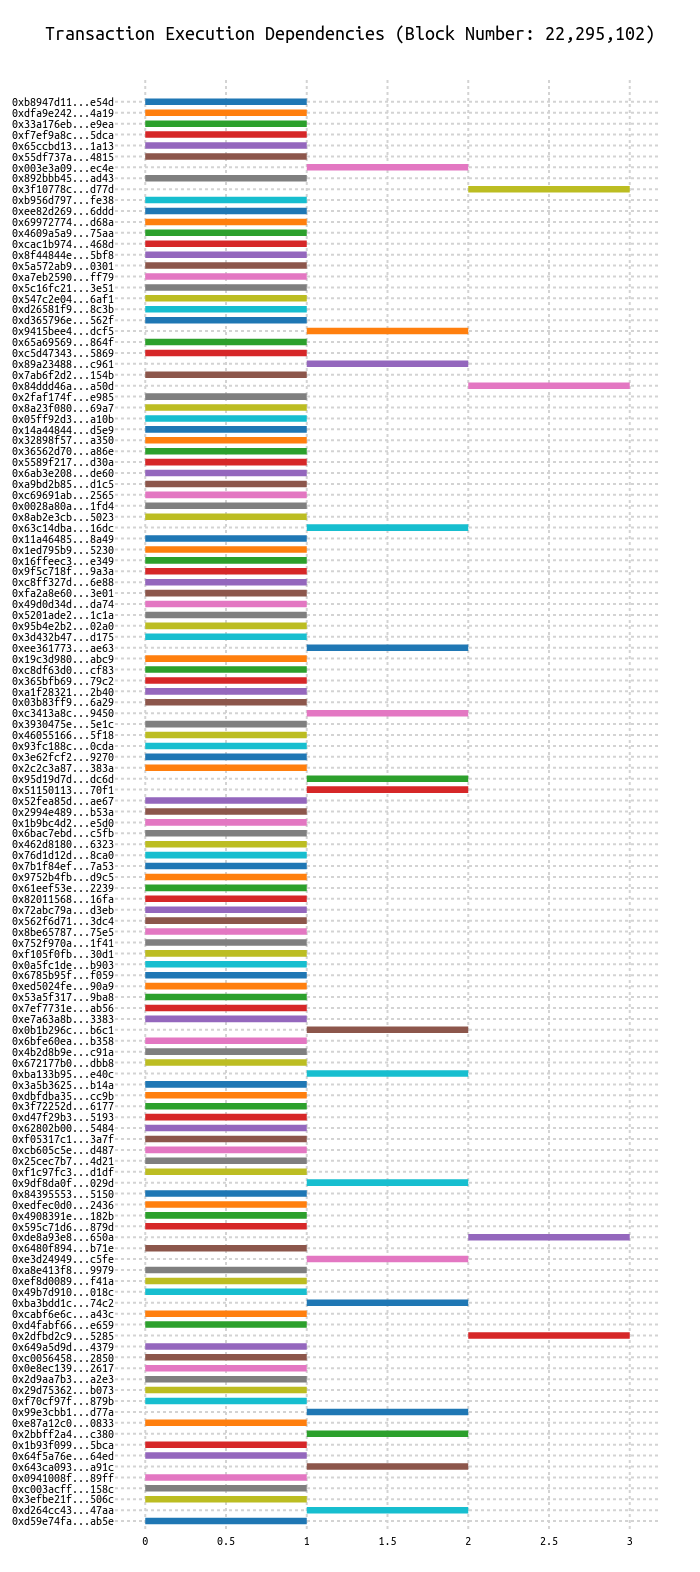 Transaction Execution Dependencies (Block Number: 22,295,102)
0xb8947d11...e54d
0xdfa9e242...4a19
0x33a176eb...e9ea
0xf7ef9a8c...5dca
0x65ccbd13...1a13
0x55df737a...4815
0x003e3a09...ec4e
0x892bbb45...ad43
0x3f10778c...d77d
0xb956d797...fe38
0xee82d269...6ddd
0x69972774...d68a
0x4609a5a9...75aa
0xcac1b974...468d
0x8f44844e...5bf8
0x5a572ab9...0301
0xa7eb2590...ff79
0x5c16fc21...3e51
0x547c2e04...6af1
0xd26581f9...8c3b
0xd365796e...562f
0x9415bee4...dcf5
0x65a69569...864f
0xc5d47343...5869
0x89a23488...c961
0x7ab6f2d2...154b
0x84ddd46a...a50d
0x2faf174f...e985
0x8a23f080...69a7
0x05ff92d3...a10b
0x14a44844...d5e9
0x32898f57...a350
0x36562d70...a86e
0x5589f217...d30a
0x6ab3e208...de60
0xa9bd2b85...d1c5
0xc69691ab...2565
0x0028a80a...1fd4
0x8ab2e3cb...5023
0x63c14dba...16dc
0x11a46485...8a49
0x1ed795b9...5230
0x16ffeec3...e349
0x9f5c718f...9a3a
0xc8ff327d...6e88
0xfa2a8e60...3e01
0x49d0d34d...da74
0x5201ade2...1c1a
0x95b4e2b2...02a0
0x3d432b47...d175
0xee361773...ae63
0x19c3d980...abc9
0xc8df63d0...cf83
0x365bfb69...79c2
0xa1f28321...2b40
0x03b83ff9...6a29
0xc3413a8c...9450
0x3930475e...5e1c
0x46055166...5f18
0x93fc188c...0cda
0x3e62fcf2...9270
0x2c2c3a87...383a
0x95d19d7d...dc6d
0x51150113...70f1
0x52fea85d...ae67
0x2994e489...b53a
0x1b9bc4d2...e5d0
0x6bac7ebd...c5fb
0x462d8180...6323
0x76d1d12d...8ca0
0x7b1f84ef...7a53
0x9752b4fb...d9c5
0x61eef53e...2239
0x82011568...16fa
0x72abc79a...d3eb
0x562f6d71...3dc4
0x8be65787...75e5
0x752f970a...1f41
0xf105f0fb...30d1
0x0a5fc1de...b903
0x6785b95f...f059
0xed5024fe...90a9
0x53a5f317...9ba8
0x7ef7731e...ab56
0xe7a63a8b...3383
0x0b1b296c...b6c1
0x6bfe60ea...b358
0x4b2d8b9e...c91a
0x672177b0...dbb8
0xba133b95...e40c
0x3a5b3625...b14a
0xdbfdba35...cc9b
0x3f72252d...6177
0xd47f29b3...5193
0x62802b00...5484
0xf05317c1...3a7f
0xcb605c5e...d487
0x25cec7b7...4d21
0xf1c97fc3...d1df
0x9df8da0f...029d
0x84395553...5150
0xedfec0d0...2436
0x4908391e...182b
0x595c71d6...879d
0xde8a93e8...650a
0x6480f894...b71e
0xe3d24949...c5fe
0xa8e413f8...9979
0xef8d0089...f41a
0x49b7d910...018c
0xba3bdd1c...74c2
0xcabf6e6c...a43c
0xd4fabf66...e659
0x2dfbd2c9...5285
0x649a5d9d...4379
0xc0056458...2850
0x0e8ec139...2617
0x2d9aa7b3...a2e3
0x29d75362...b073
0xf70cf97f...879b
0x99e3cbb1...d77a
0xe87a12c0...0833
0x2bbff2a4...c380
0x1b93f099...5bca
0x64f5a76e...64ed
0x643ca093...a91c
0x0941008f...89ff
0xc003acff...158c
0x3efbe21f...506c
0xd264cc43...47aa
0xd59e74fa...ab5e
0 0.5 1 1.5 2 2.5 3